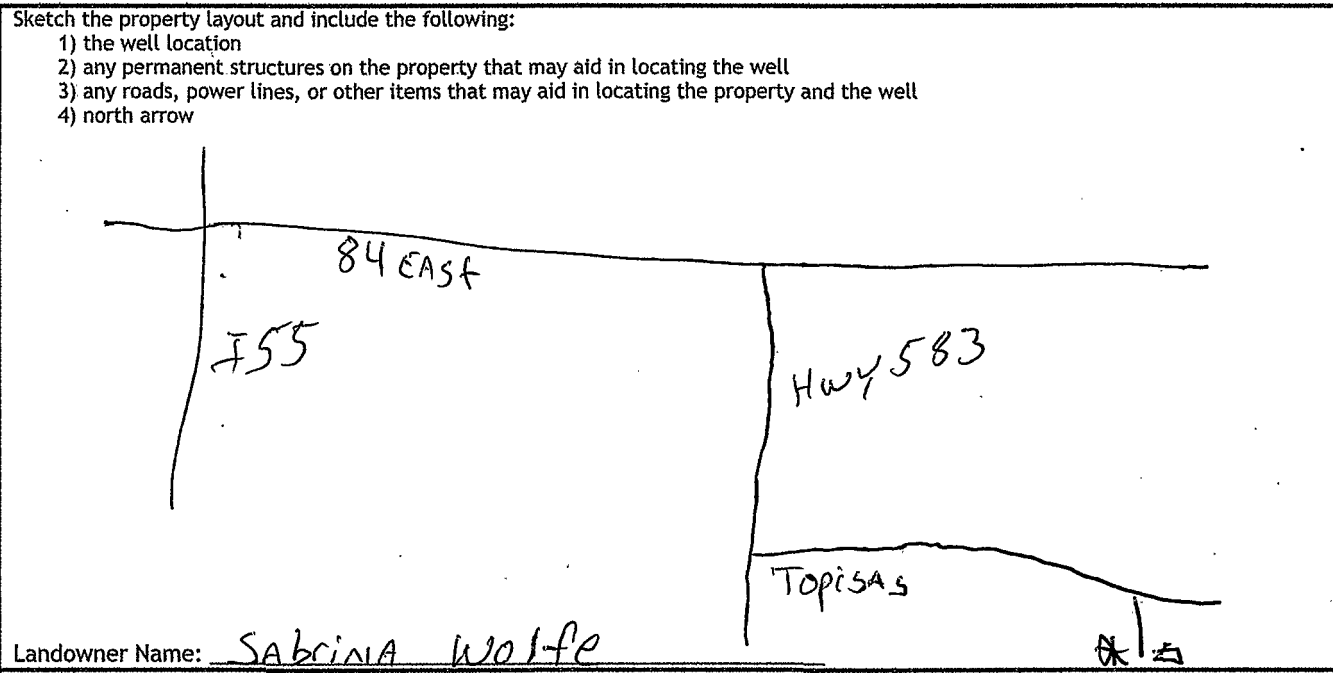 Sketch the property layout and include the following:
1) the well location
2) any permanent structures on the property that may aid in locating the well
3) any roads, power lines, or other items that may aid in locating the property and the well
4) north arrow
84 EASt
I55
Hwy 583
TopisAs
Landowner Name: SAbriNA Wolfe